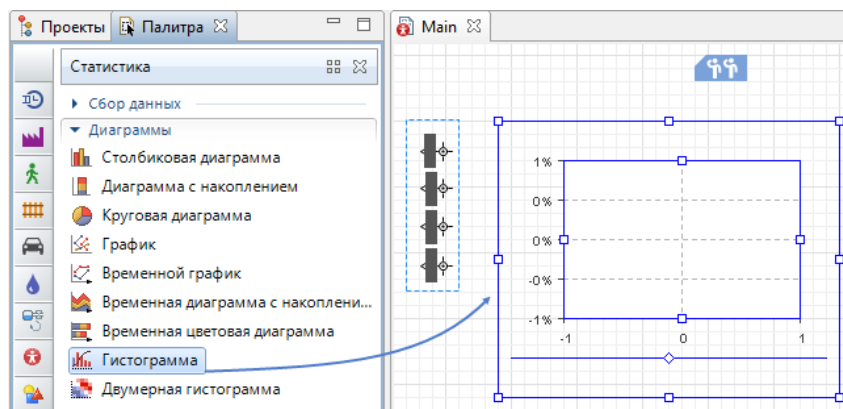 Проекты
Палитра
Main
Статистика
Сбор данных
Диаграммы
Столбиковая диаграмма
Диаграмма с накоплением
Круговая диаграмма
График
Временной график
Временная диаграмма с накоплени...
Временная цветовая диаграмма
Гистограмма
Двумерная гистограмма
1%
0%
0%
-0%
-1%
-1 0 1